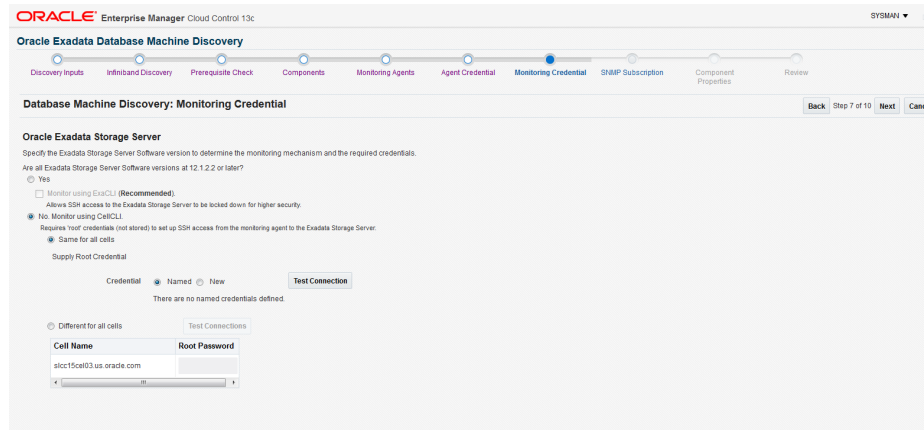 ORACLE Enterprise Manager Cloud Control 13c
SYSMAN
Oracle Exadata Database Machine Discovery
Discovery Inputs Infiniband Discovery Prerequisite Check Components Monitoring Agents Agent Credential Monitoring Credential SNMP Subscription Component Properties Review
Database Machine Discovery: Monitoring Credential
Back Step 7 of 10 Next Canc
Oracle Exadata Storage Server
Specify the Exadata Storage Server Software version to determine the monitoring mechanism and the required credentials.
Are all Exadata Storage Server Software versions at 12.1.2.2 or later?
Yes
Monitor using ExaCLI (Recommended).
Allows SSH access to the Exadata Storage Server to be locked down for higher security.
No. Monitor using CellCLI.
Requires 'root' credentials (not stored) to set up SSH access from the monitoring agent to the Exadata Storage Server.
Same for all cells
Supply Root Credential
Credential Named New Test Connection
There are no named credentials defined.
Different for all cells Test Connections
Cell Name Root Password
slcc15cel03.us.oracle.com